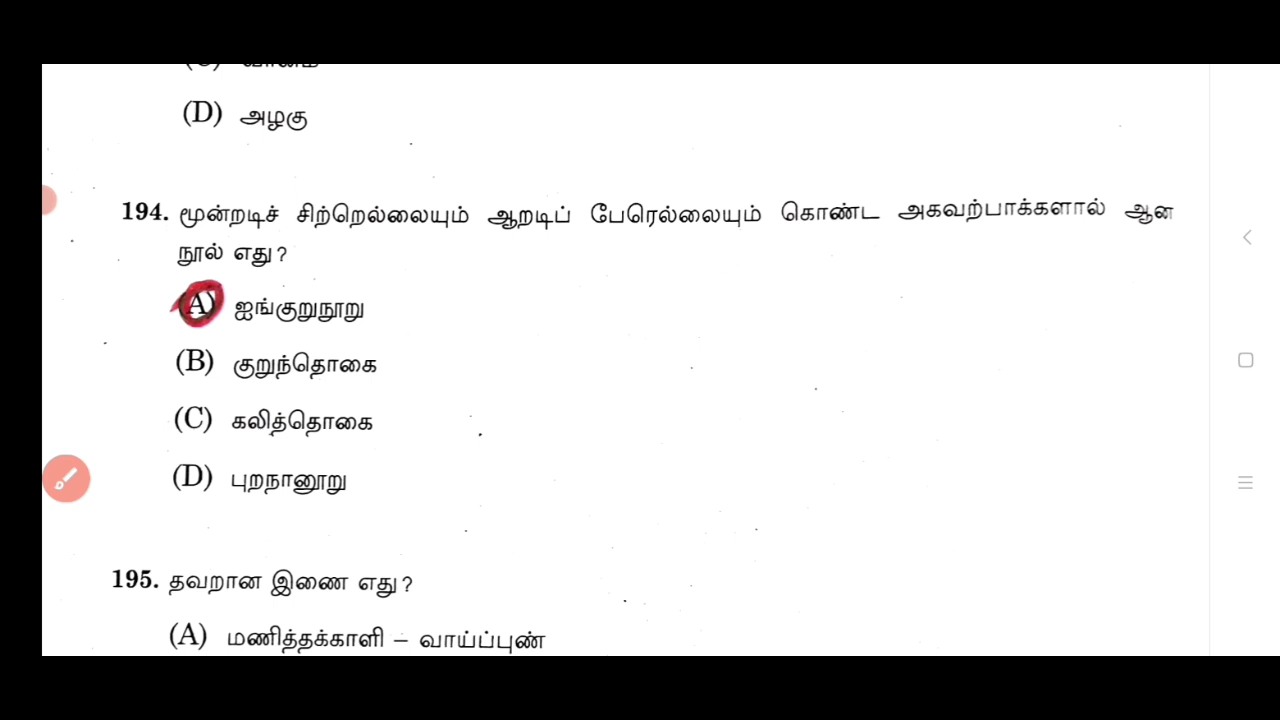 (D) அழகு
194. மூன்றடிச் சிற்றெல்லையும் ஆறடிப் பேரெல்லையும் கொண்ட அகவற்பாக்களால் ஆன
நூல் எது?
(A) ஐங்குறுநூறு
(B) குறுந்தொகை
(C) கலித்தொகை
(D) புறநானூறு
195. தவறான இணை எது?
(A) மணித்தக்காளி – வாய்ப்புண்